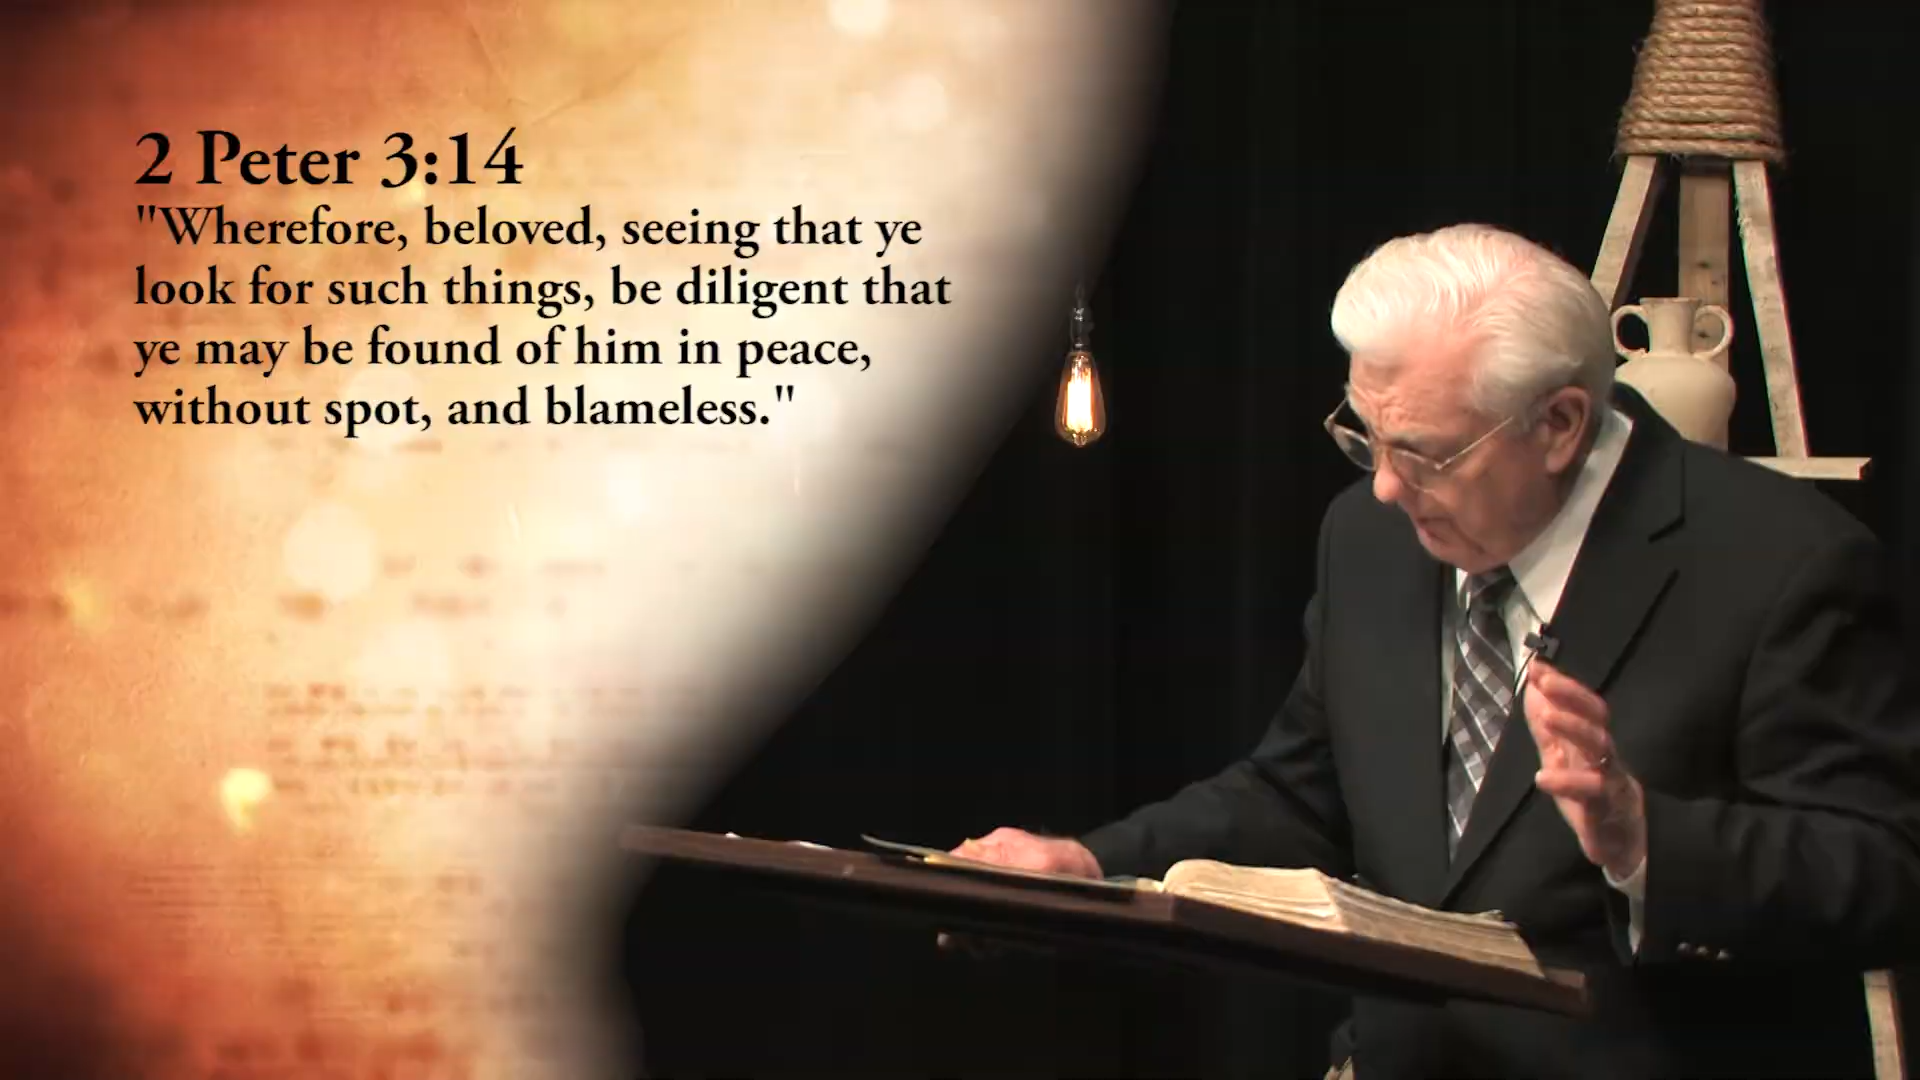 2 Peter 3:14
"Wherefore, beloved, seeing that ye
look for such things, be diligent that
ye may be found of him in peace,
without spot, and blameless."